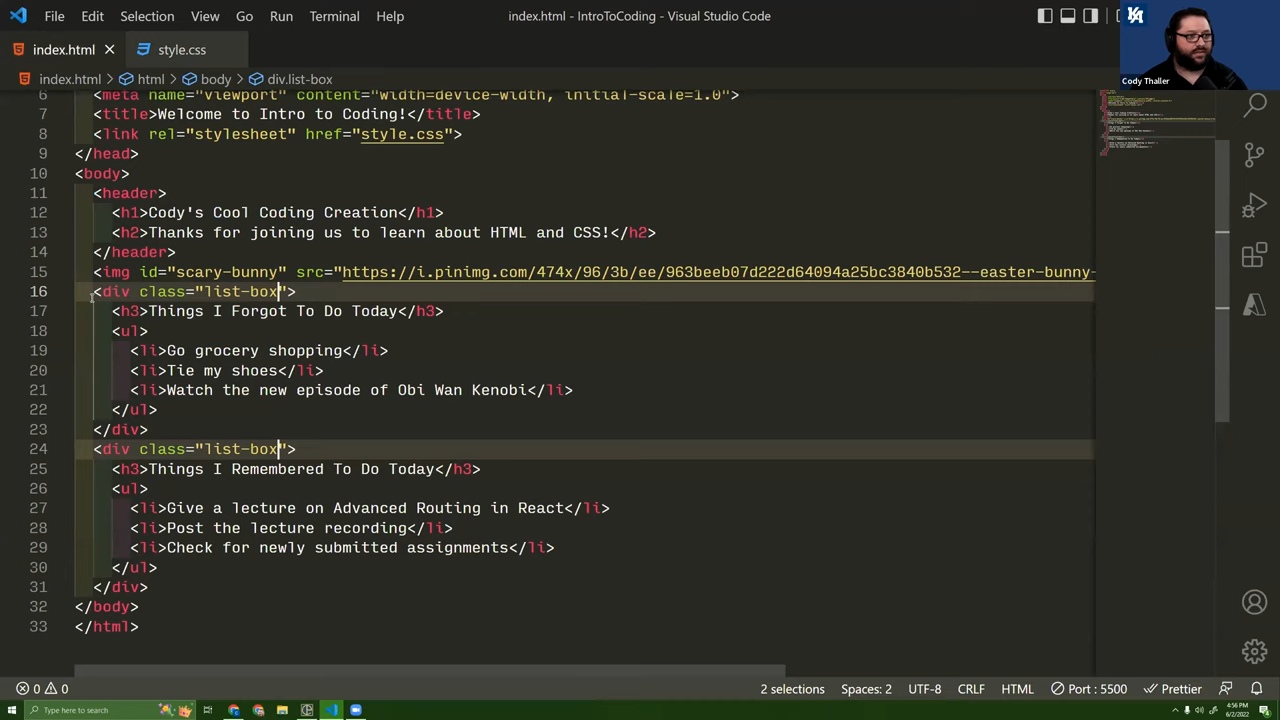 File Edit Selection View Go Run Terminal Help
index.html - IntroToCoding - Visual Studio Code
index.html
style.css
index.html html body div.list-box
Cody Thaller
6 <meta name="viewport" content="width=device-width, initial-scale=1.0">
7 <title>Welcome to Intro to Coding!</title>
8 <link rel="stylesheet" href="style.css">
9 </head>
10 <body>
11 <header>
12 <h1>Cody's Cool Coding Creation</h1>
13 <h2>Thanks for joining us to learn about HTML and CSS!</h2>
14 </header>
15 <img id="scary-bunny" src="https://i.pinimg.com/474x/96/3b/ee/963beeb07d222d64094a25bc3840b532--easter-bunny-
16 <div class="list-box">
17 <h3>Things I Forgot To Do Today</h3>
18 <ul>
19 <li>Go grocery shopping</li>
20 <li>Tie my shoes</li>
21 <li>Watch the new episode of Obi Wan Kenobi</li>
22 </ul>
23 </div>
24 <div class="list-box">
25 <h3>Things I Remembered To Do Today</h3>
26 <ul>
27 <li>Give a lecture on Advanced Routing in React</li>
28 <li>Post the lecture recording</li>
29 <li>Check for newly submitted assignments</li>
30 </ul>
31 </div>
32 </body>
33 </html>
0 0
2 selections Spaces: 2 UTF-8 CRLF HTML Port : 5500 Prettier
Type here to search
4:56 PM
6/2/2022